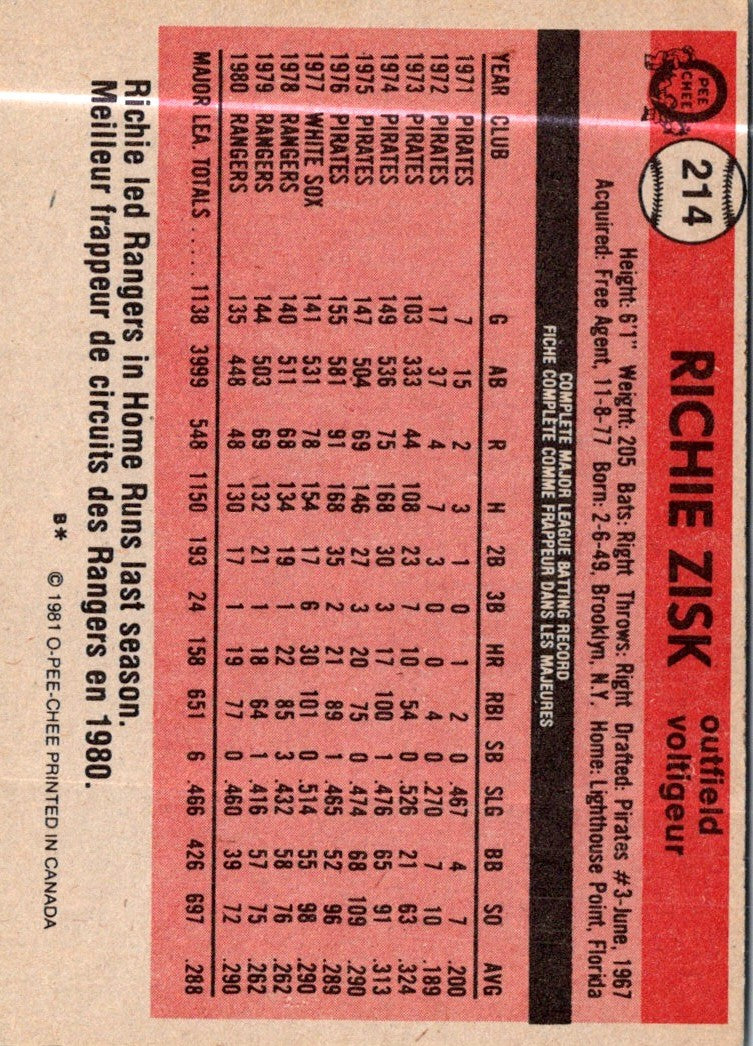 PEE
CHEE
214
RICHIE ZISK
outfield
voltigeur
Height: 6'1" Weight: 205 Bats: Right Throws: Right Drafted: Pirates #3-June, 1967
Acquired: Free Agent, 11-8-77 Born: 2-6-49, Brooklyn, N.Y. Home: Lighthouse Point, Florida
COMPLETE MAJOR LEAGUE BATTING RECORD
FICHE COMPLÈTE COMME FRAPPEUR DANS LES MAJEURES
YEAR CLUB G AB R H 2B 3B HR RBI SB SLG BB SO AVG
1971 PIRATES 7 15 2 3 1 0 1 2 0 .467 4 7 .200
1972 PIRATES 17 37 4 7 3 0 0 4 0 .270 7 10 .189
1973 PIRATES 103 333 44 108 23 7 10 54 0 .526 21 63 .324
1974 PIRATES 149 536 75 168 30 3 17 100 1 .476 65 91 .313
1975 PIRATES 147 504 69 146 27 3 20 75 0 .474 68 109 .290
1976 PIRATES 155 581 91 168 35 2 21 89 1 .465 52 96 .289
1977 WHITE SOX 141 531 78 154 17 6 30 101 0 .514 55 98 .290
1978 RANGERS 140 511 68 134 19 1 22 85 3 .432 58 76 .262
1979 RANGERS 144 503 69 132 21 1 18 64 1 .416 57 75 .262
1980 RANGERS 135 448 48 130 17 1 19 77 0 .460 39 72 .290
MAJOR LEA. TOTALS ..... 1138 3999 548 1150 193 24 158 651 6 .466 426 697 .288
Richie led Rangers in Home Runs last season.
Meilleur frappeur de circuits des Rangers en 1980.
B* © 1981 O-PEE-CHEE PRINTED IN CANADA